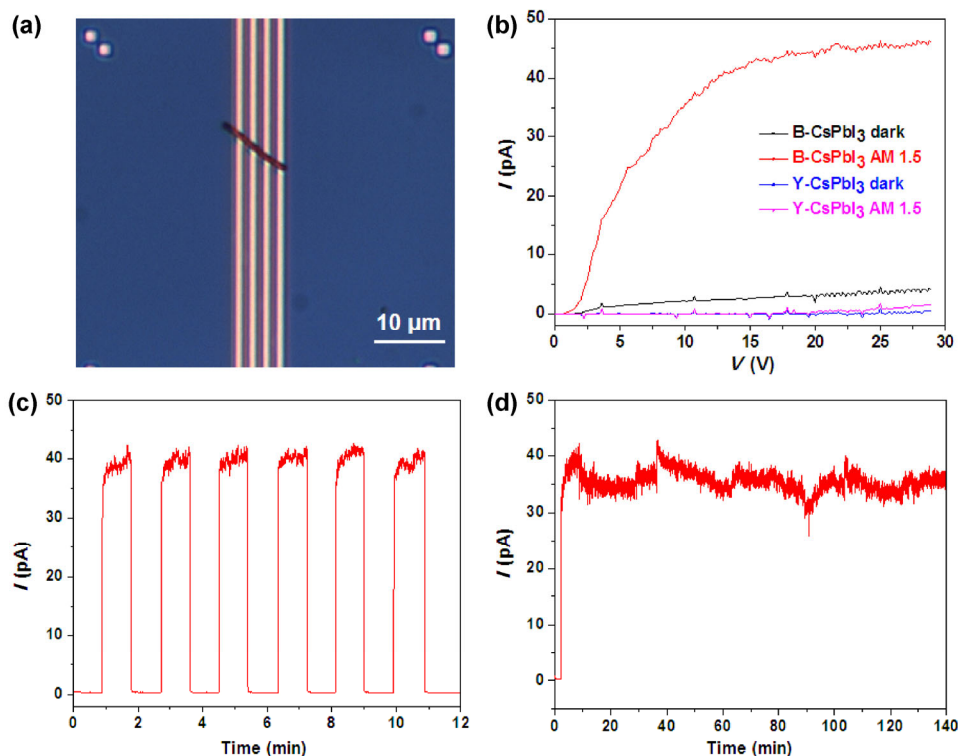 (a)
10 µm
(b)
50
40
30
20
10
0
I (pA)
B-CsPbI3 dark
B-CsPbI3 AM 1.5
Y-CsPbI3 dark
Y-CsPbI3 AM 1.5
0 5 10 15 20 25 30
V (V)
(c)
50
40
30
20
10
0
I (pA)
0 2 4 6 8 10 12
Time (min)
(d)
50
40
30
20
10
0
I (pA)
0 20 40 60 80 100 120 140
Time (min)